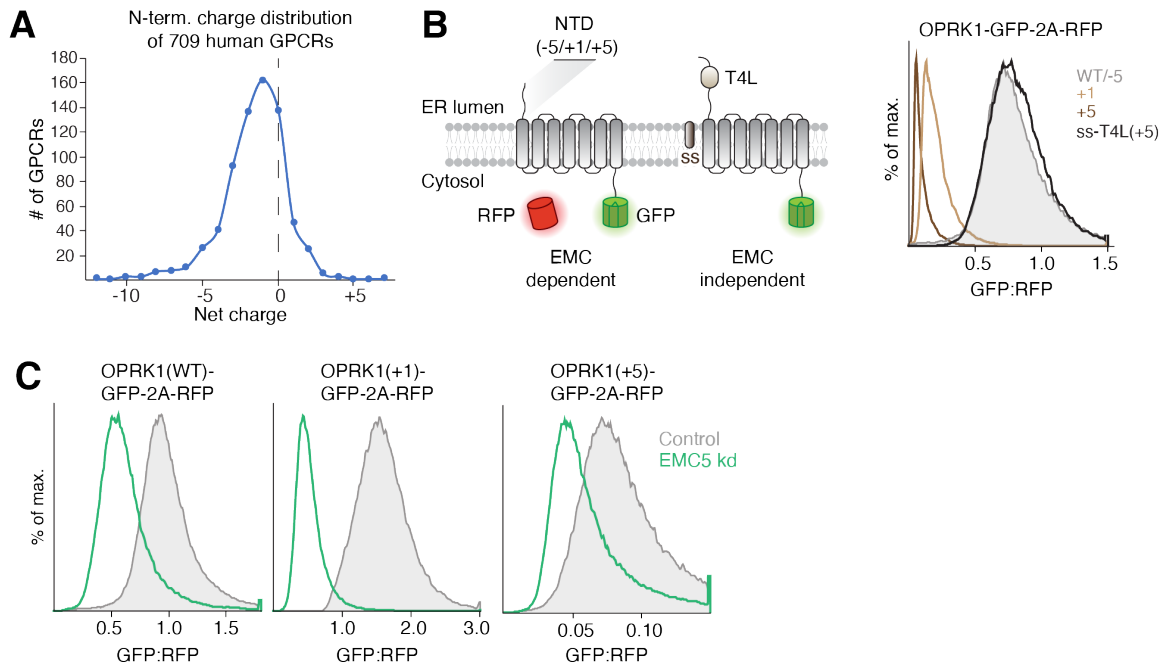 A
N-term. charge distribution
of 709 human GPCRs
# of GPCRs
180
160
140
120
100
80
60
40
20
-10
-5
0
+5
Net charge
B
NTD
(-5/+1/+5)
T4L
ER lumen
ss
Cytosol
RFP
GFP
EMC
dependent
EMC
independent
OPRK1-GFP-2A-RFP
WT/-5
+1
+5
ss-T4L(+5)
% of max.
0.5
1.0
1.5
GFP:RFP
C
OPRK1(WT)-
GFP-2A-RFP
% of max.
0.5
1.0
1.5
GFP:RFP
OPRK1(+1)-
GFP-2A-RFP
1.0
2.0
3.0
GFP:RFP
OPRK1(+5)-
GFP-2A-RFP
Control
EMC5 kd
0.05
0.10
GFP:RFP